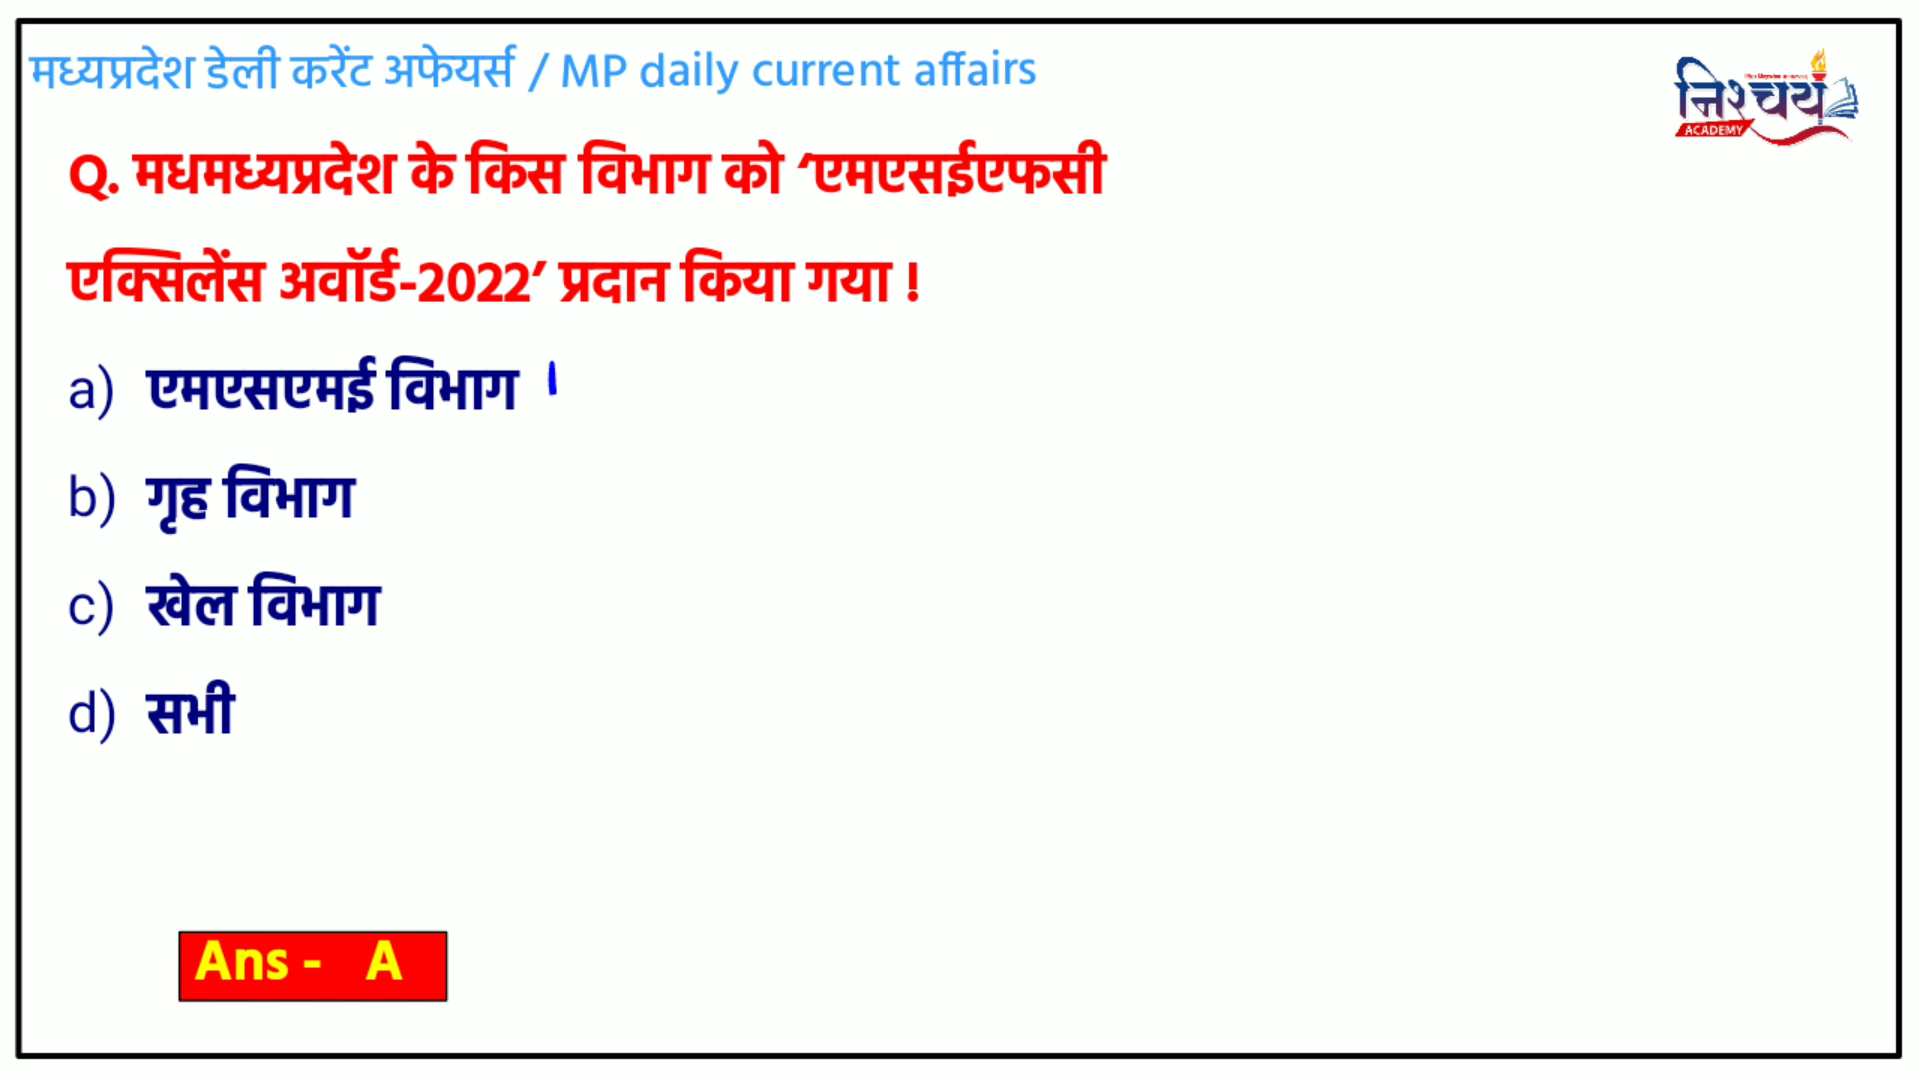 मध्यप्रदेश डेली करेंट अफेयर्स / MP daily current affairs
निश्चय
ACADEMY
Q. मधमध्यप्रदेश के किस विभाग को ‘एमएसईएफसी
एक्सिलेंस अवॉर्ड-2022’ प्रदान किया गया !
a) एमएसएमई विभाग
b) गृह विभाग
c) खेल विभाग
d) सभी
Ans - A